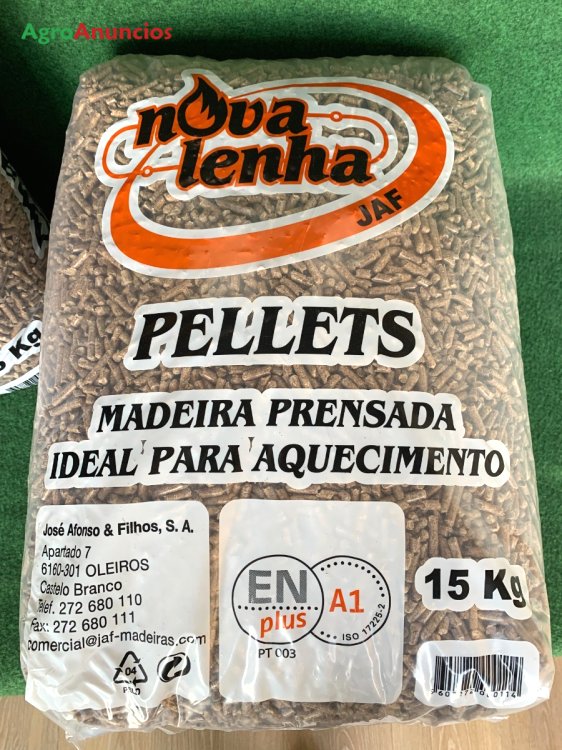 AgroAnuncios
nova
lenha
JAF
PELLETS
MADEIRA PRENSADA
IDEAL PARA AQUECIMENTO
José Afonso & Filhos, S. A.
Apartado 7
6160-301 OLEIROS
Castelo Branco
Telef. 272 680 110
Fax: 272 680 111
comercial@jaf-madeiras.com
04
EN
plus
A1
ISO 17225-2
PT 003
15 Kg
Kg